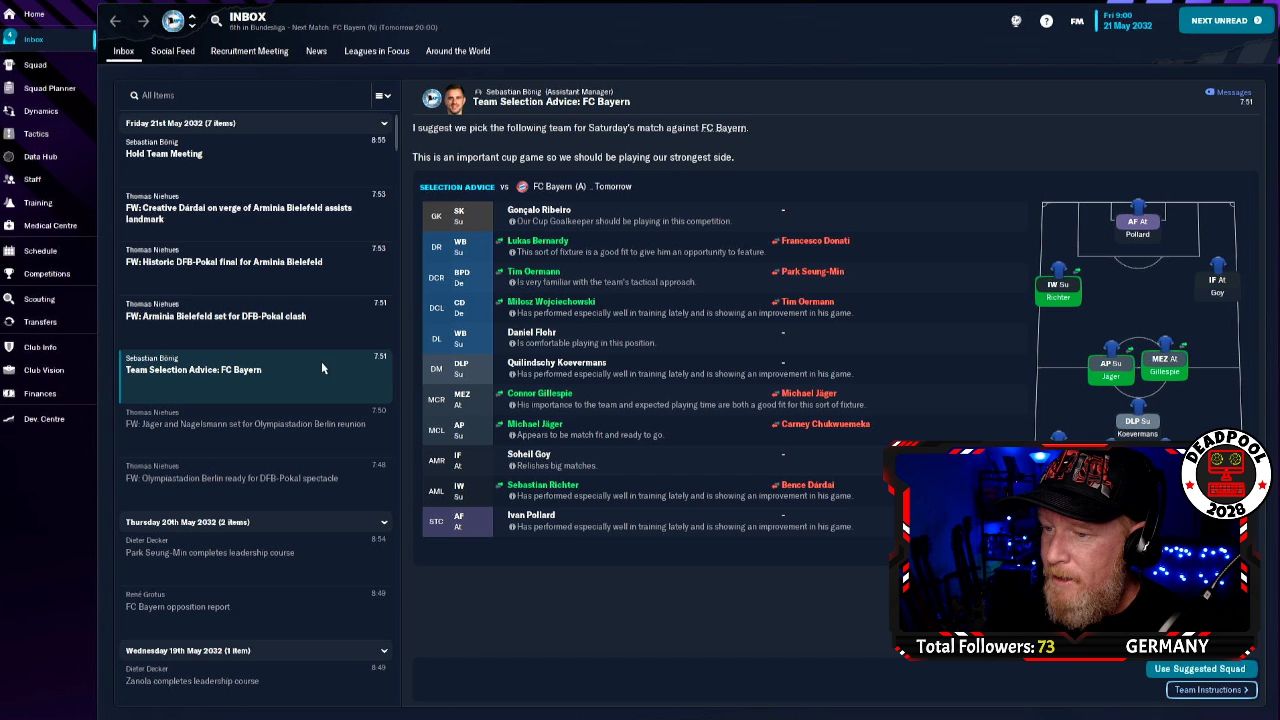 Home
4
Inbox
Squad
Squad Planner
Dynamics
Tactics
Data Hub
Staff
Training
Medical Centre
Schedule
Competitions
Scouting
Transfers
Club Info
Club Vision
Finances
Dev. Centre
INBOX
6th in Bundesliga - Next Match: FC Bayern (N) (Tomorrow 20:00)
FM
Fri 9:00
21 May 2032
NEXT UNREAD
Inbox Social Feed Recruitment Meeting News Leagues in Focus Around the World
All Items
Friday 21st May 2032 (7 items)
Sebastian Bönig 8:55
Hold Team Meeting
Thomas Niehues 7:53
FW: Creative Dárdai on verge of Arminia Bielefeld assists
landmark
Thomas Niehues 7:53
FW: Historic DFB-Pokal final for Arminia Bielefeld
Thomas Niehues 7:51
FW: Arminia Bielefeld set for DFB-Pokal clash
Sebastian Bönig 7:51
Team Selection Advice: FC Bayern
Thomas Niehues 7:50
FW: Jäger and Nagelsmann set for Olympiastadion Berlin reunion
Thomas Niehues 7:48
FW: Olympiastadion Berlin ready for DFB-Pokal spectacle
Thursday 20th May 2032 (2 items)
Dieter Decker 8:54
Park Seung-Min completes leadership course
René Grotus 8:49
FC Bayern opposition report
Wednesday 19th May 2032 (1 item)
Dieter Decker 8:49
Zanola completes leadership course
Sebastian Bönig (Assistant Manager)
Team Selection Advice: FC Bayern
Messages
7:51
I suggest we pick the following team for Saturday's match against FC Bayern.
This is an important cup game so we should be playing our strongest side.
SELECTION ADVICE vs FC Bayern (A) .. Tomorrow
GK SK Su Gonçalo Ribeiro -
Our Cup Goalkeeper should be playing in this competition.
DR WB Su Lukas Bernardy Francesco Donati
This sort of fixture is a good fit to give him an opportunity to feature.
DCR BPD De Tim Oermann Park Seung-Min
Is very familiar with the team's tactical approach.
DCL CD De Milosz Wojciechowski Tim Oermann
Has performed especially well in training lately and is showing an improvement in his game.
DL WB Su Daniel Flohr -
Is comfortable playing in this position.
DM DLP Su Quilindschy Koevermans -
Has performed especially well in training lately and is showing an improvement in his game.
MCR MEZ At Connor Gillespie Michael Jäger
His importance to the team and expected playing time are both a good fit for this sort of fixture.
MCL AP Su Michael Jäger Carney Chukwuemeka
Appears to be match fit and ready to go.
AMR IF At Soheil Goy -
Relishes big matches.
AML IW Su Sebastian Richter Bence Dárdai
Has performed especially well in training lately and is showing an improvement in his game.
STC AF At Ivan Pollard -
Has performed especially well in training lately and is showing an improvement in his game.
AF At
Pollard
IW Su
Richter
IF At
Goy
AP Su
Jäger
MEZ At
Gillespie
DLP Su
Koevermans
DEADPOOL
2028
Total Followers: 73 GERMANY
Use Suggested Squad
Team Instructions >